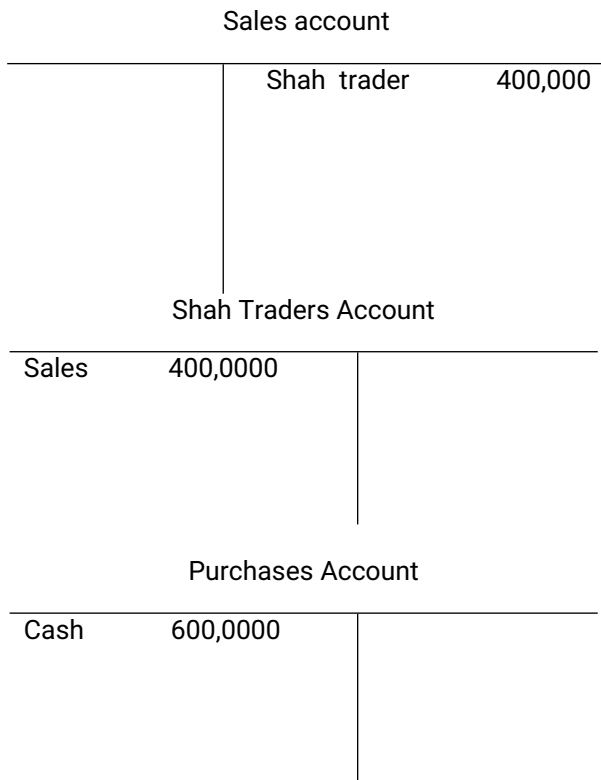 Sales account
Shah trader 400,000
Shah Traders Account
Sales 400,0000
Purchases Account
Cash 600,0000